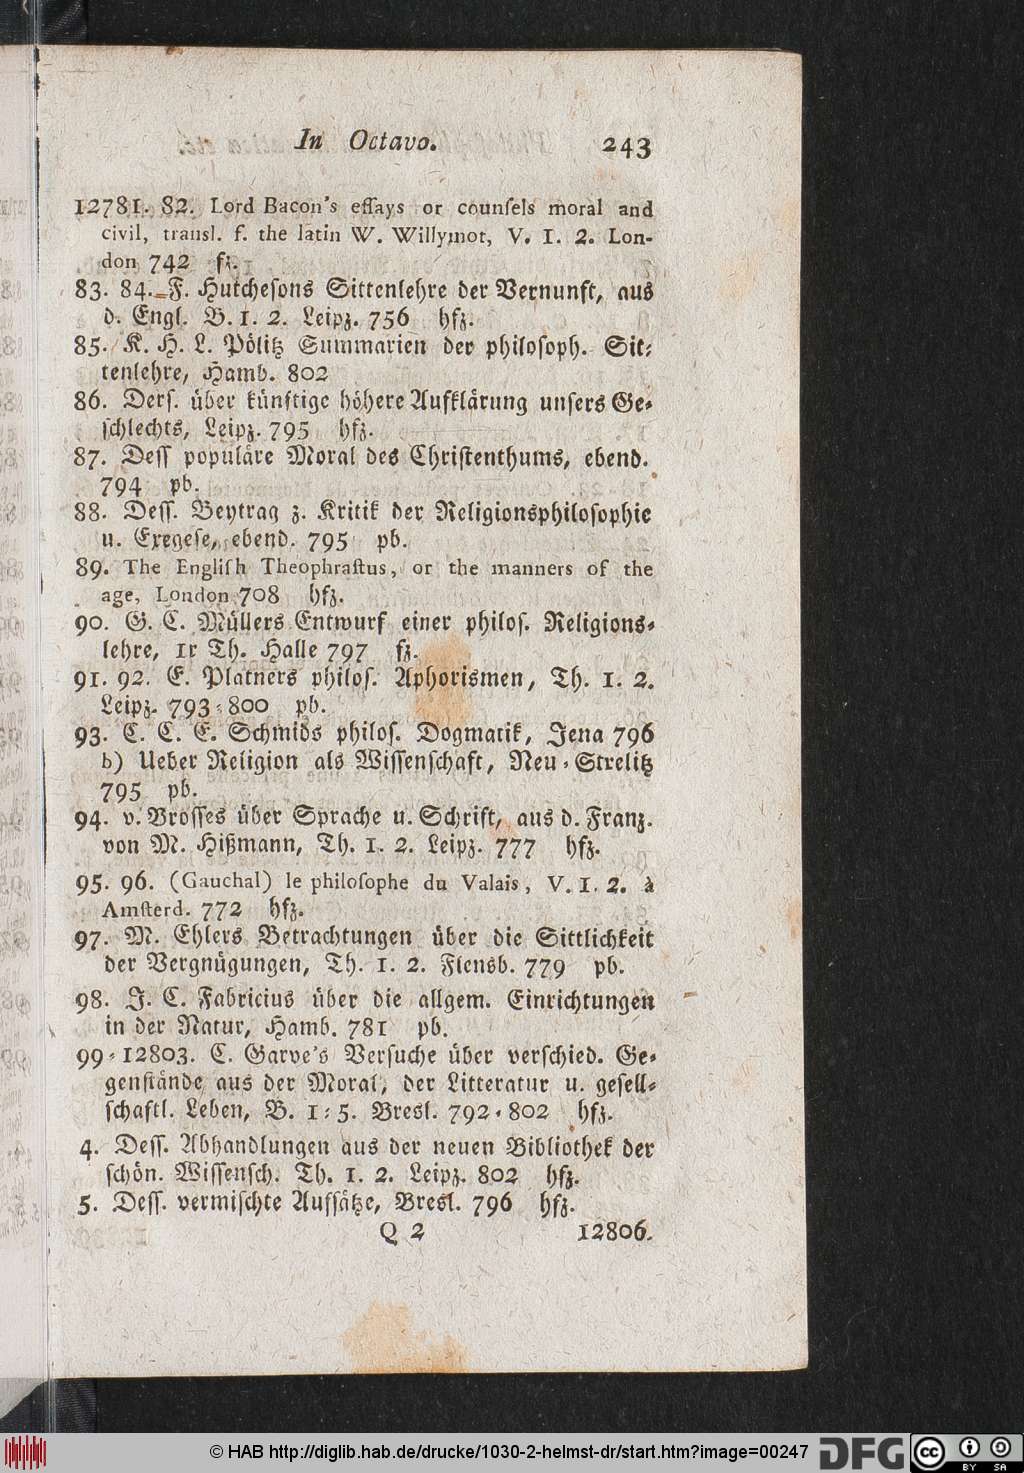 In Octavo. 243
12781. 82. Lord Bacon's eſſays or counſels moral and
civil, transl. f. the latin W. Willymot, V. 1. 2. Lon-
don 742 fz.
83. 84. F. Hutcheſons Sittenlehre der Vernunft, aus
d. Engl. B. 1. 2. Leipz. 756 hfz.
85. K. H. L. Pölitz Summarien der philoſoph. Sit-
tenlehre, Hamb. 802
86. Derſ. über künftige höhere Aufklärung unſers Ge-
ſchlechts, Leipz. 795 hfz.
87. Deſſ populäre Moral des Chriſtenthums, ebend.
794 pb.
88. Deſſ. Beytrag z. Kritik der Religionsphiloſophie
u. Exegeſe, ebend. 795 pb.
89. The Engliſh Theophraſtus, or the manners of the
age, London 708 hfz.
90. G. C. Müllers Entwurf einer philoſ. Religions-
lehre, 1r Th. Halle 797 fz.
91. 92. E. Platners philoſ. Aphorismen, Th. 1. 2.
Leipz. 793-800 pb.
93. C. C. E. Schmids philoſ. Dogmatik, Jena 796
b) Ueber Religion als Wiſſenſchaft, Neu-Strelitz
795 pb.
94. v. Broſſes über Sprache u. Schrift, aus d. Franz.
von M. Hißmann, Th. 1. 2. Leipz. 777 hfz.
95. 96. (Gauchal) le philoſophe du Valais, V. 1. 2. à
Amſterd. 772 hfz.
97. M. Ehlers Betrachtungen über die Sittlichkeit
der Vergnügungen, Th. 1. 2. Flensb. 779 pb.
98. J. C. Fabricius über die allgem. Einrichtungen
in der Natur, Hamb. 781 pb.
99-12803. C. Garve's Verſuche über verſchied. Ge-
genſtände aus der Moral, der Litteratur u. geſell-
ſchaftl. Leben, B. 1-5. Bresl. 792-802 hfz.
4. Deſſ. Abhandlungen aus der neuen Bibliothek der
ſchön. Wiſſenſch. Th. 1. 2. Leipz. 802 hfz.
5. Deſſ. vermiſchte Aufſätze, Bresl. 796 hfz.
Q 2 12806.
© HAB http://diglib.hab.de/drucke/1030-2-helmst-dr/start.htm?image=00247 DFG cc BY SA